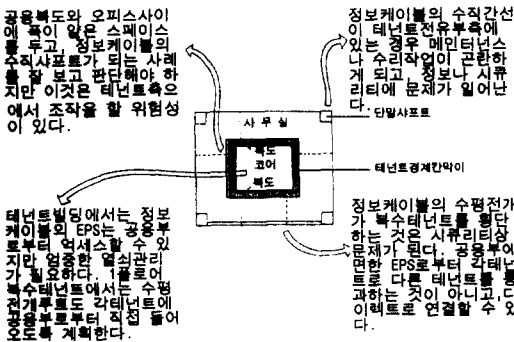 공용복도와 오피스사이
에 폭이 얕은 스페이스
를 두고, 정보케이블의
수직샤포트가 되는 사례
를 잘 보고 판단해야 하
지만 이것은 테넌트측으
에서 조작을 할 위험성
이 있다.
정보케이블의 수직간선
이 테넌트전유부측에
있는 경우 메인터넌스
나 수리작업이 곤란하
게 되고, 정보나 시큐
리티에 문제가 일어난
다.
단말샤포트
사 무 실
복도
코어
복도
테넌트경계칸막이
테넌트빌딩에서는 정보
케이블의 EPS는 공용부
로부터 억세스할 수 있
지만 엄중한 열쇠관리
가 필요하다. 1플로어
복수테넌트에서는 수평
전개루트도 각테넌트에
공용부로부터 직접 들어
오도록 계획한다.
정보케이블의 수평전개
가 복수테넌트를 횡단
하는 것은 시큐리티상
문제가 된다. 공용부에
면한 EPS로부터 각테넌
트로 다른 테넌트를 통
과하는 것이 아니고,다
이렉트로 연결할 수 있
다.